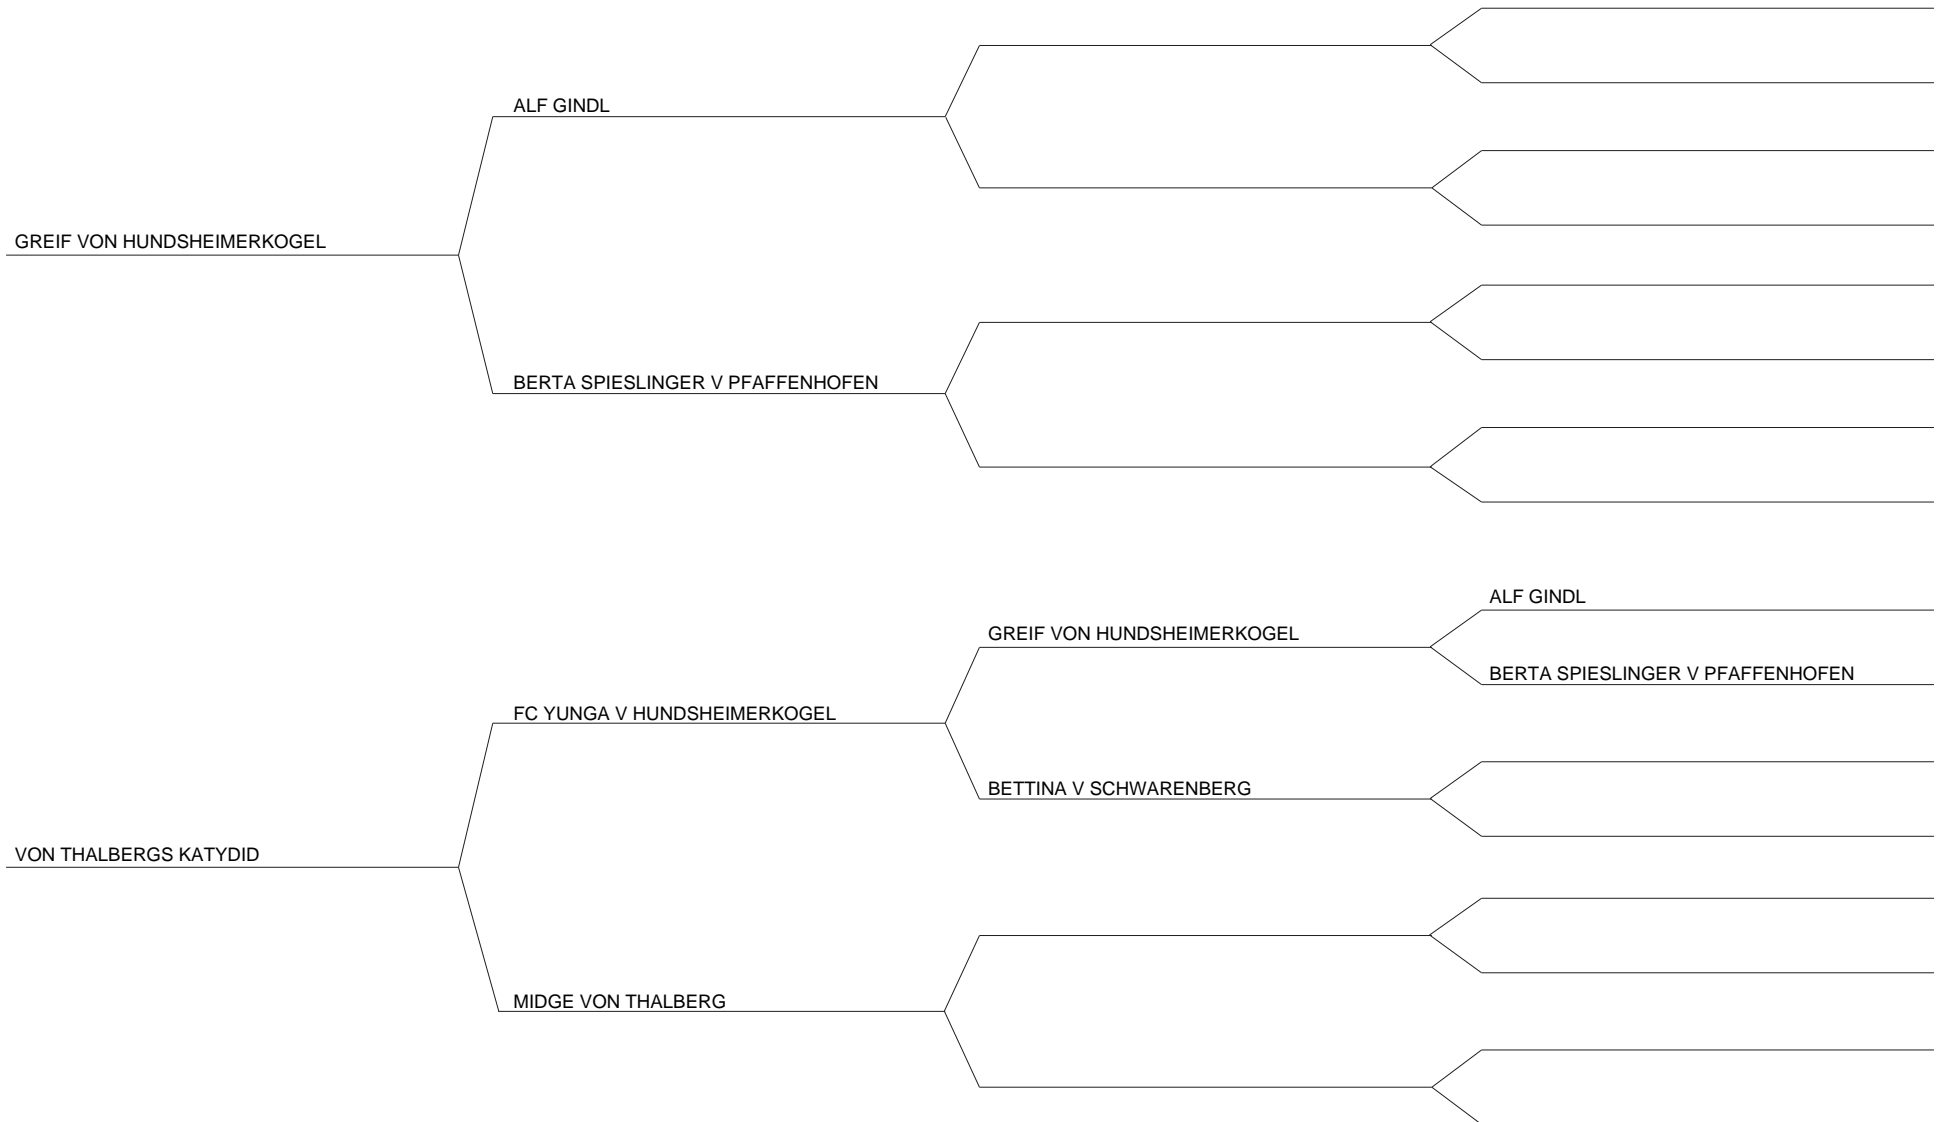 ALF GINDL
GREIF VON HUNDSHEIMERKOGEL
BERTA SPIESLINGER V PFAFFENHOFEN
ALF GINDL
GREIF VON HUNDSHEIMERKOGEL
BERTA SPIESLINGER V PFAFFENHOFEN
FC YUNGA V HUNDSHEIMERKOGEL
BETTINA V SCHWARENBERG
VON THALBERGS KATYDID
MIDGE VON THALBERG